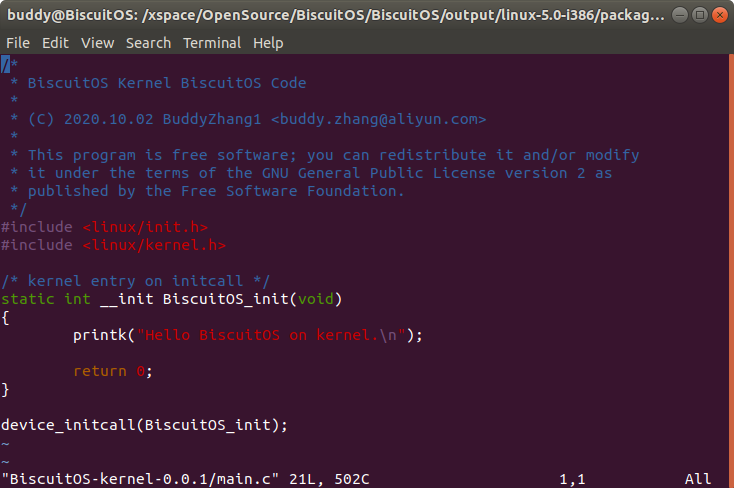 buddy@BiscuitOS: /xspace/OpenSource/BiscuitOS/BiscuitOS/output/linux-5.0-i386/packag...
File Edit View Search Terminal Help
/*
 * BiscuitOS Kernel BiscuitOS Code
 *
 * (C) 2020.10.02 BuddyZhang1 <buddy.zhang@aliyun.com>
 *
 * This program is free software; you can redistribute it and/or modify
 * it under the terms of the GNU General Public License version 2 as
 * published by the Free Software Foundation.
 */
#include <linux/init.h>
#include <linux/kernel.h>

/* kernel entry on initcall */
static int __init BiscuitOS_init(void)
{
        printk("Hello BiscuitOS on kernel.\n");

        return 0;
}

device_initcall(BiscuitOS_init);
~
~
"BiscuitOS-kernel-0.0.1/main.c" 21L, 502C 1,1 All